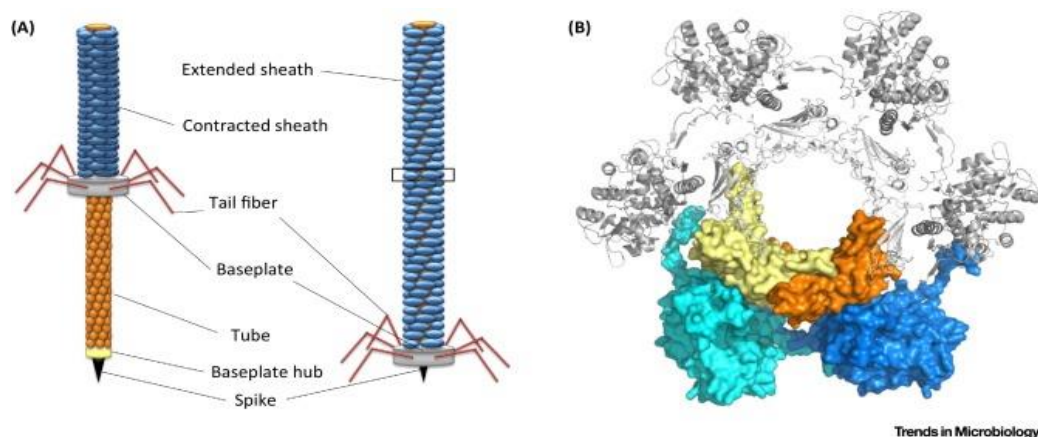 (A)
Extended sheath
Contracted sheath
Tail fiber
Baseplate
Tube
Baseplate hub
Spike
(B)
Trends in Microbiology